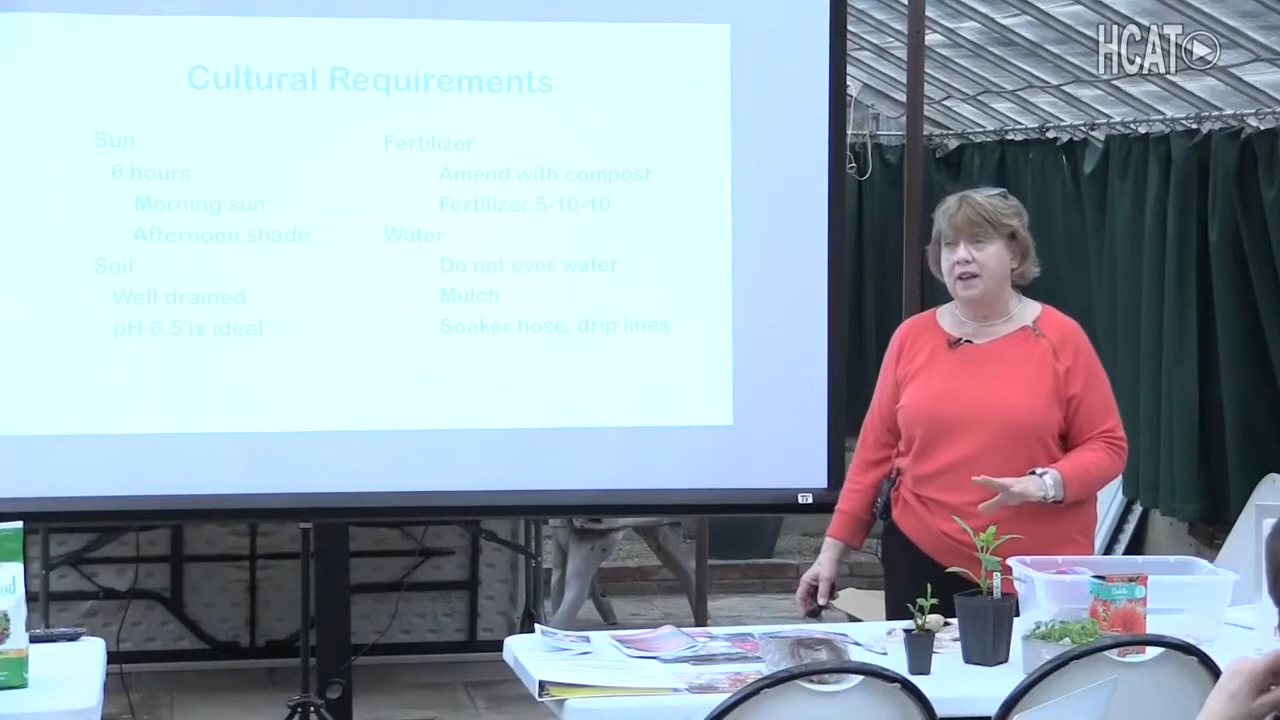 HCAT
Cultural Requirements
Sun
6 hours
Morning sun
Afternoon shade
Soil
Well drained
pH 6.5 is ideal
Fertilizer
Amend with compost
Fertilizer 5-10-10
Water
Do not over water
Mulch
Soaker hose, drip lines